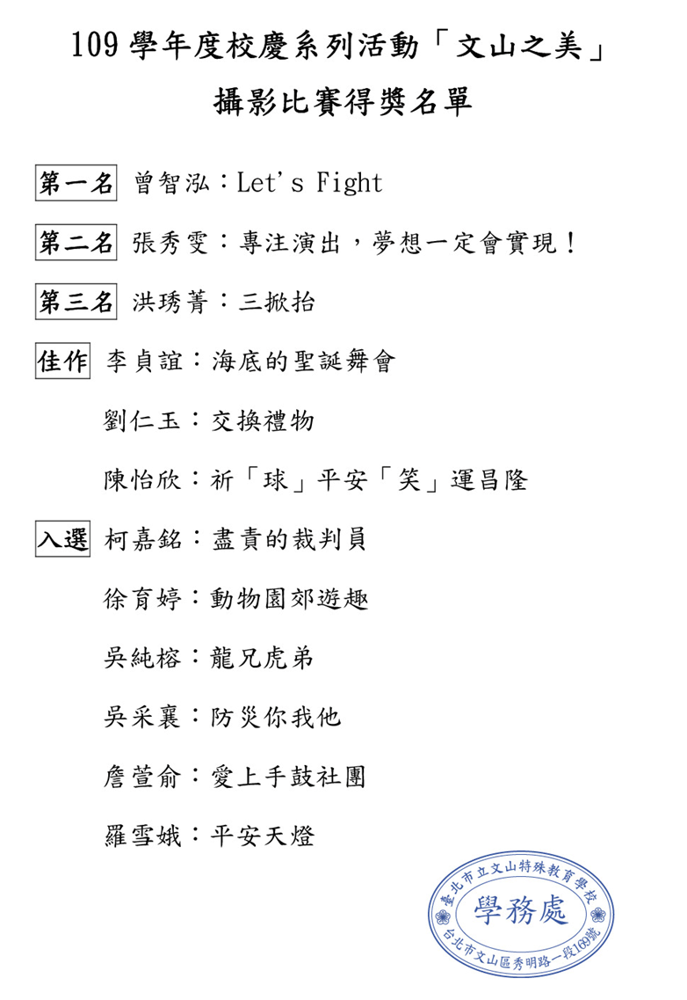 109 學年度校慶系列活動「文山之美」
攝影比賽得獎名單
第一名 曾智泓：Let's Fight
第二名 張秀雯：專注演出，夢想一定會實現！
第三名 洪琇菁：三掀抬
佳作 李貞誼：海底的聖誕舞會
劉仁玉：交換禮物
陳怡欣：祈「球」平安「笑」運昌隆
入選 柯嘉銘：盡責的裁判員
徐育婷：動物園郊遊趣
吳純榕：龍兄虎弟
吳采襄：防災你我他
詹萱俞：愛上手鼓社團
羅雪娥：平安天燈
臺北市立文山特殊教育學校
學務處
台北市文山區秀明路一段169號